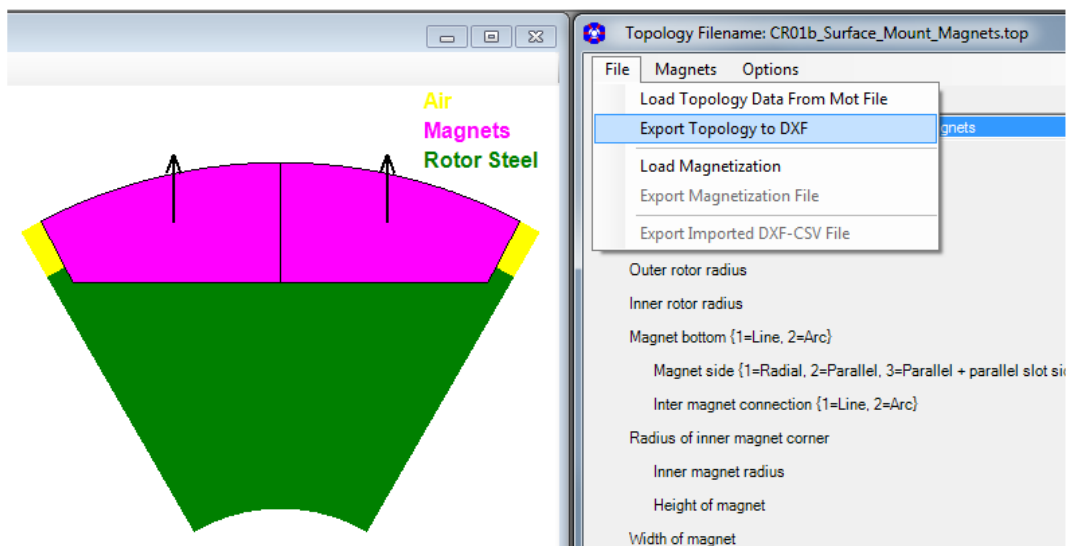 Air
Magnets
Rotor Steel
Topology Filename: CR01b_Surface_Mount_Magnets.top
File Magnets Options
Load Topology Data From Mot File
Export Topology to DXF
gnets
Load Magnetization
Export Magnetization File
Export Imported DXF-CSV File
Outer rotor radius
Inner rotor radius
Magnet bottom {1=Line, 2=Arc}
Magnet side {1=Radial, 2=Parallel, 3=Parallel + parallel slot si
Inter magnet connection {1=Line, 2=Arc}
Radius of inner magnet corner
Inner magnet radius
Height of magnet
Width of magnet